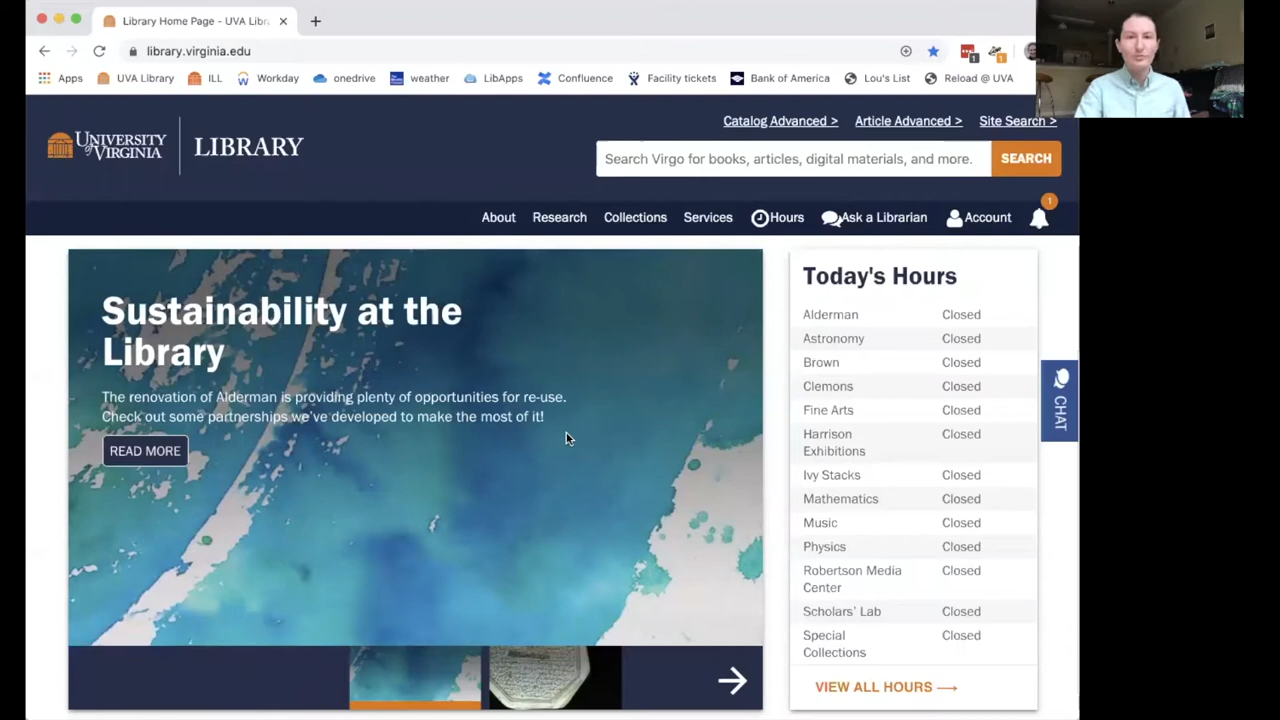 Library Home Page - UVA Libra
library.virginia.edu
1
1
Apps UVA Library ILL Workday onedrive weather LibApps Confluence Facility tickets Bank of America Lou's List Reload @ UVA
Catalog Advanced > Article Advanced > Site Search >
UNIVERSITY of VIRGINIA LIBRARY
Search Virgo for books, articles, digital materials, and more. SEARCH
1
About Research Collections Services Hours Ask a Librarian Account
Sustainability at the
Library
The renovation of Alderman is providing plenty of opportunities for re-use.
Check out some partnerships we've developed to make the most of it!
READ MORE
Today's Hours
Alderman Closed
Astronomy Closed
Brown Closed
Clemons Closed
Fine Arts Closed
Harrison Closed
Exhibitions
Ivy Stacks Closed
Mathematics Closed
Music Closed
Physics Closed
Robertson Media Closed
Center
Scholars' Lab Closed
Special Closed
Collections
VIEW ALL HOURS
CHAT